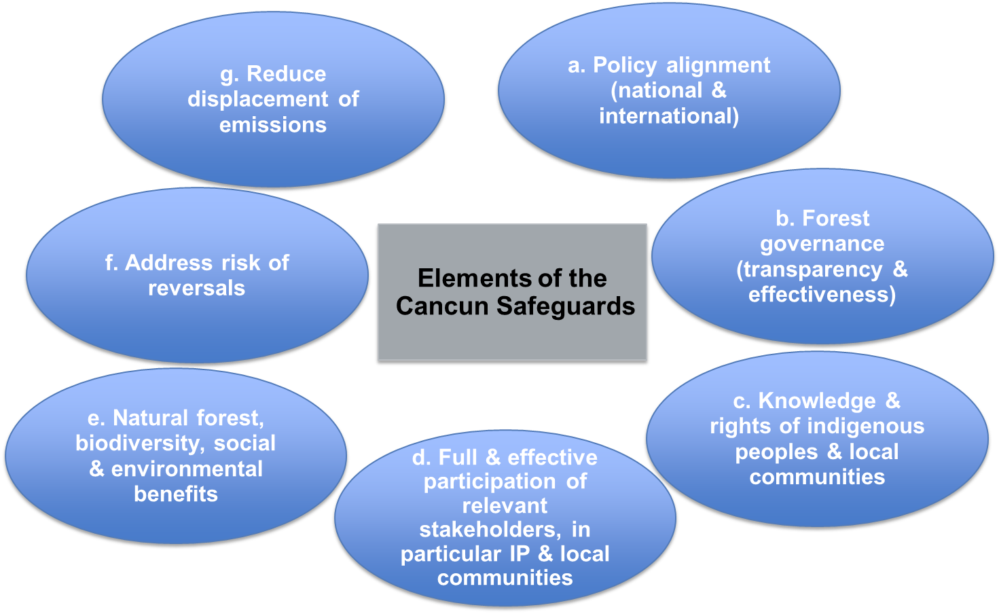 Elements of the
Cancun Safeguards
a. Policy alignment
(national &
international)
b. Forest
governance
(transparency &
effectiveness)
c. Knowledge &
rights of indigenous
peoples & local
communities
d. Full & effective
participation of
relevant
stakeholders, in
particular IP & local
communities
e. Natural forest,
biodiversity, social
& environmental
benefits
f. Address risk of
reversals
g. Reduce
displacement of
emissions